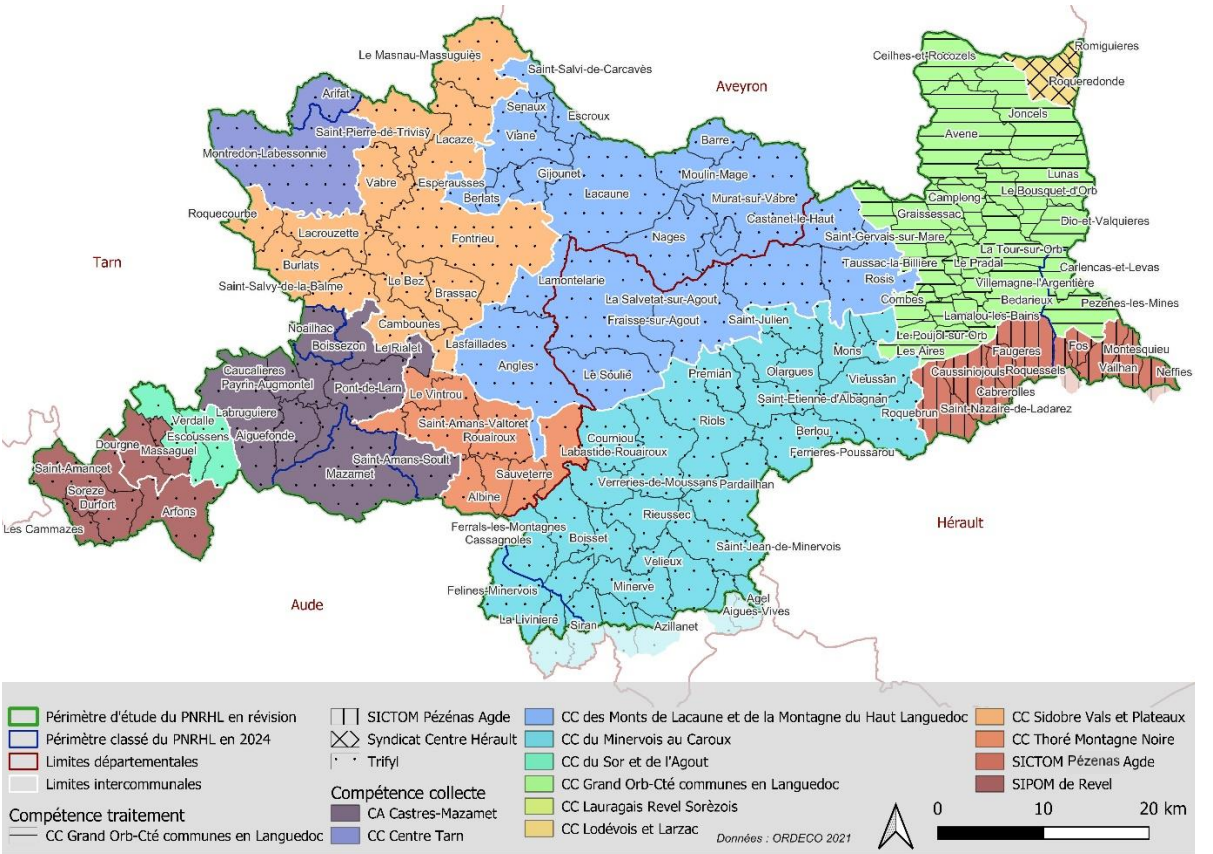 Le Masnau-Massuguiès
Saint-Salvi-de-Carcavès
Aveyron
Ceilhes-et-Rocozels
Romiguieres
Roqueredonde
Arifat
Senaux
Escroux
Saint-Pierre-de-Trivisy
Lacaze
Viane
Barre
Joncels
Avene
Montredon-Labessonnie
Vabre
Esperausses
Gijounet
Moulin-Mage
Lunas
Berlats
Lacaune
Murat-sur-Vabre
Le Bousquet-d'Orb
Camplong
Roquecourbe
Castanet-le-Haut
Graissessac
Dio-et-Valquieres
Lacrouzette
Fontrieu
Nages
Saint-Gervais-sur-Mare
La Tour-sur-Orb
Tarn
Burlats
Taussac-la-Billière
Le Pradal
Carlencas-et-Levas
Saint-Salvy-de-la-Balme
Le Bez
Lamontelarie
Rosis
Villemagne-l'Argentière
Brassac
La Salvetat-sur-Agout
Combes
Bedarieux
Pezenes-les-Mines
Noailhac
Cambounes
Fraisse-sur-Agout
Saint-Julien
Lamalou-les-Bains
Boissezon
Le Rialet
Lasfaillades
Le Poujol-sur-Orb
Fos
Montesquieu
Caucalieres
Angles
Mons
Les Aires
Faugeres
Vailhan
Payrin-Augmontel
Pont-de-Larn
Le Soulié
Prémian
Olargues
Vieussan
Caussiniojouls
Roquessels
Neffies
Le Vintrou
Cabrerolles
Verdalle
Labruguiere
Saint-Amans-Valtoret
Saint-Etienne-d'Albagnan
Roquebrun
Saint-Nazaire-de-Ladarez
Dourgne
Escoussens
Aiguefonde
Rouairoux
Riols
Massaguel
Courniou
Berlou
Saint-Amancet
Saint-Amans-Soult
Labastide-Rouairoux
Ferrieres-Poussarou
Mazamet
Sauveterre
Soreze
Verreries-de-Moussans
Pardailhan
Durfort
Albine
Arfons
Rieussec
Les Cammazes
Ferrals-les-Montagnes
Hérault
Cassagnoles
Boisset
Saint-Jean-de-Minervois
Velieux
Felines-Minervois
Minerve
Aude
Agel
Aigues-Vives
La Liviniere
Siran
Azillanet
Périmètre d'étude du PNRHL en révision
Périmètre classé du PNRHL en 2024
Limites départementales
Limites intercommunales
Compétence traitement
CC Grand Orb-Cté communes en Languedoc
SICTOM Pézénas Agde
Syndicat Centre Hérault
Trifyl
Compétence collecte
CA Castres-Mazamet
CC Centre Tarn
CC des Monts de Lacaune et de la Montagne du Haut Languedoc
CC du Minervois au Caroux
CC du Sor et de l'Agout
CC Grand Orb-Cté communes en Languedoc
CC Lauragais Revel Sorèzois
CC Lodévois et Larzac
CC Sidobre Vals et Plateaux
CC Thoré Montagne Noire
SICTOM Pézenas Agde
SIPOM de Revel
Données : ORDECO 2021
0 10 20 km